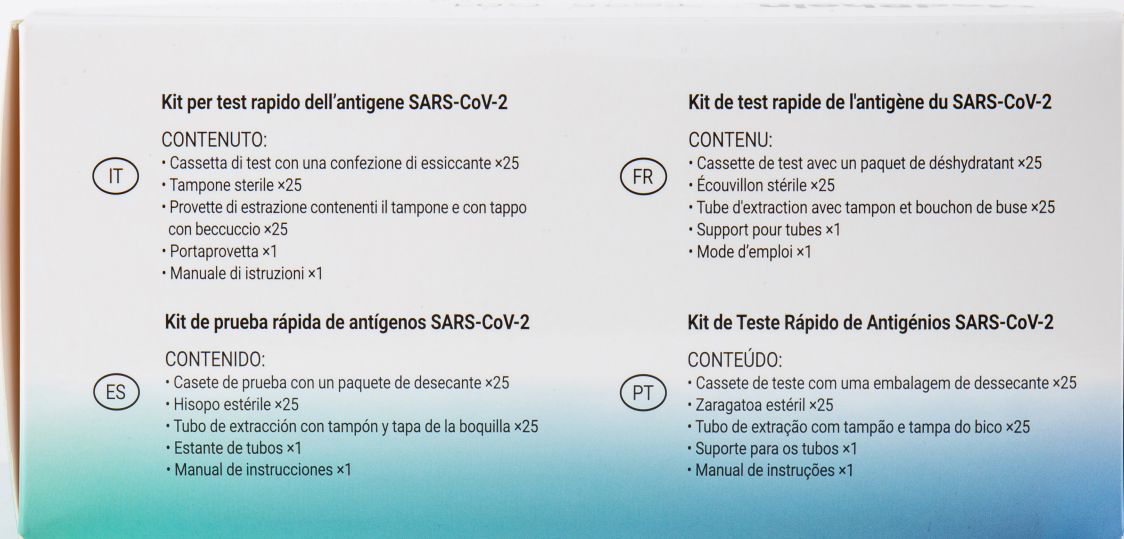 Kit per test rapido dell'antigene SARS-CoV-2
CONTENUTO:
IT
• Cassetta di test con una confezione di essiccante ×25
• Tampone sterile ×25
• Provette di estrazione contenenti il tampone e con tappo
con beccuccio ×25
• Portaprovetta ×1
• Manuale di istruzioni ×1
Kit de test rapide de l'antigène du SARS-CoV-2
CONTENU:
FR
• Cassette de test avec un paquet de déshydratant ×25
• Écouvillon stérile ×25
• Tube d'extraction avec tampon et bouchon de buse ×25
• Support pour tubes ×1
• Mode d'emploi ×1
Kit de prueba rápida de antígenos SARS-CoV-2
CONTENIDO:
ES
• Casete de prueba con un paquete de desecante ×25
• Hisopo estérile ×25
• Tubo de extracción con tampón y tapa de la boquilla ×25
• Estante de tubos ×1
• Manual de instrucciones ×1
Kit de Teste Rápido de Antigénios SARS-CoV-2
CONTEÚDO:
PT
• Cassete de teste com uma embalagem de dessecante ×25
• Zaragatoa estéril ×25
• Tubo de extração com tampão e tampa do bico ×25
• Suporte para os tubos ×1
• Manual de instruções ×1